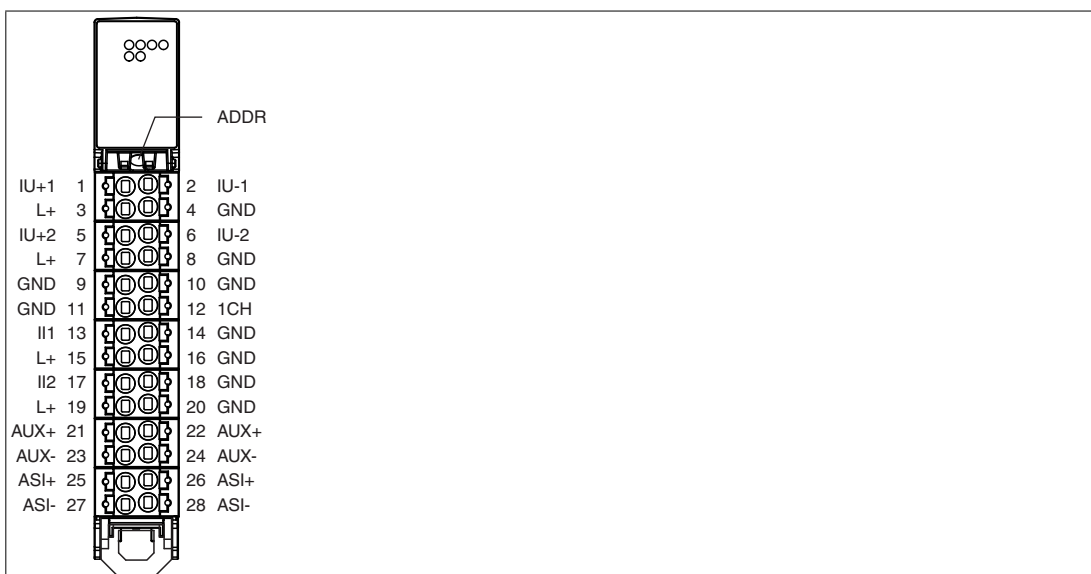 ADDR
IU+1 1 2 IU-1
L+ 3 4 GND
IU+2 5 6 IU-2
L+ 7 8 GND
GND 9 10 GND
GND 11 12 1CH
II1 13 14 GND
L+ 15 16 GND
II2 17 18 GND
L+ 19 20 GND
AUX+ 21 22 AUX+
AUX- 23 24 AUX-
ASI+ 25 26 ASI+
ASI- 27 28 ASI-